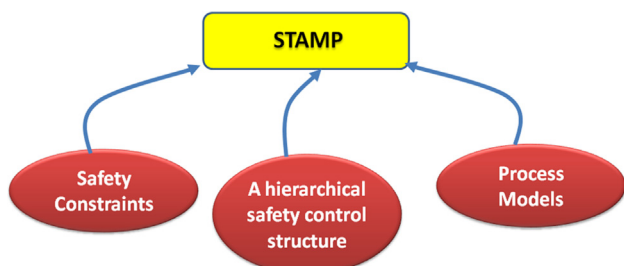 STAMP
Safety
Constraints
A hierarchical
safety control
structure
Process
Models